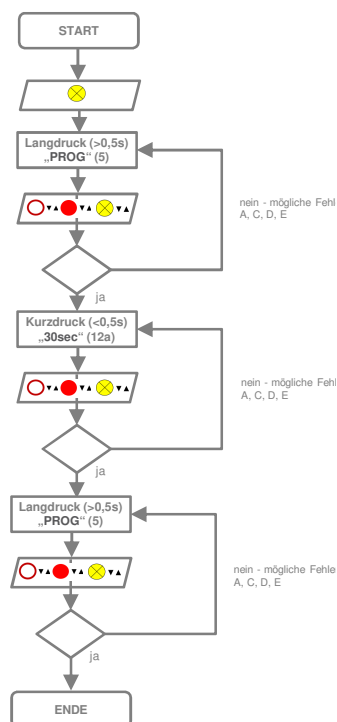 START
Langdruck (>0,5s)
„PROG“ (5)
nein - mögliche Fehl
A, C, D, E
ja
Kurzdruck (<0,5s)
„30sec“ (12a)
nein - mögliche Fehl
A, C, D, E
ja
Langdruck (>0,5s)
„PROG“ (5)
nein - mögliche Fehle
A, C, D, E
ja
ENDE